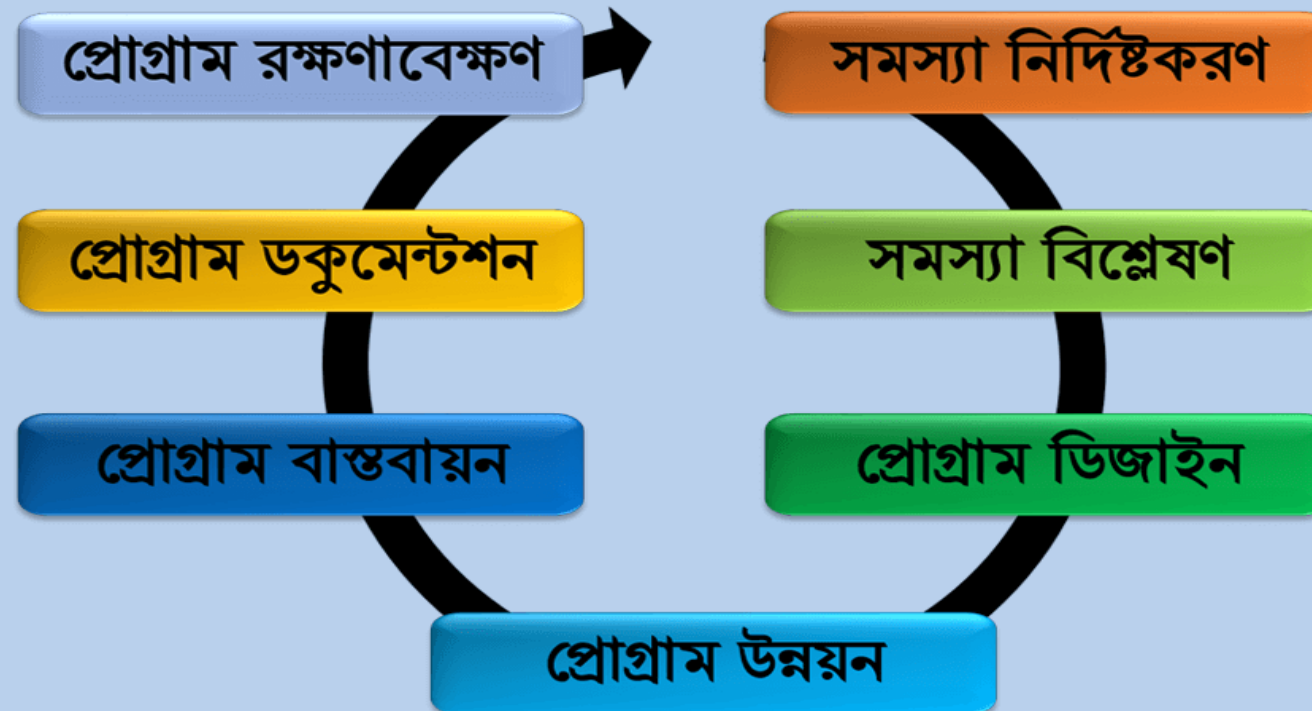 প্রোগ্রাম রক্ষণাবেক্ষণ
সমস্যা নির্দিষ্টকরণ
প্রোগ্রাম ডকুমেন্টশন
সমস্যা বিশ্লেষণ
প্রোগ্রাম বাস্তবায়ন
প্রোগ্রাম ডিজাইন
প্রোগ্রাম উন্নয়ন